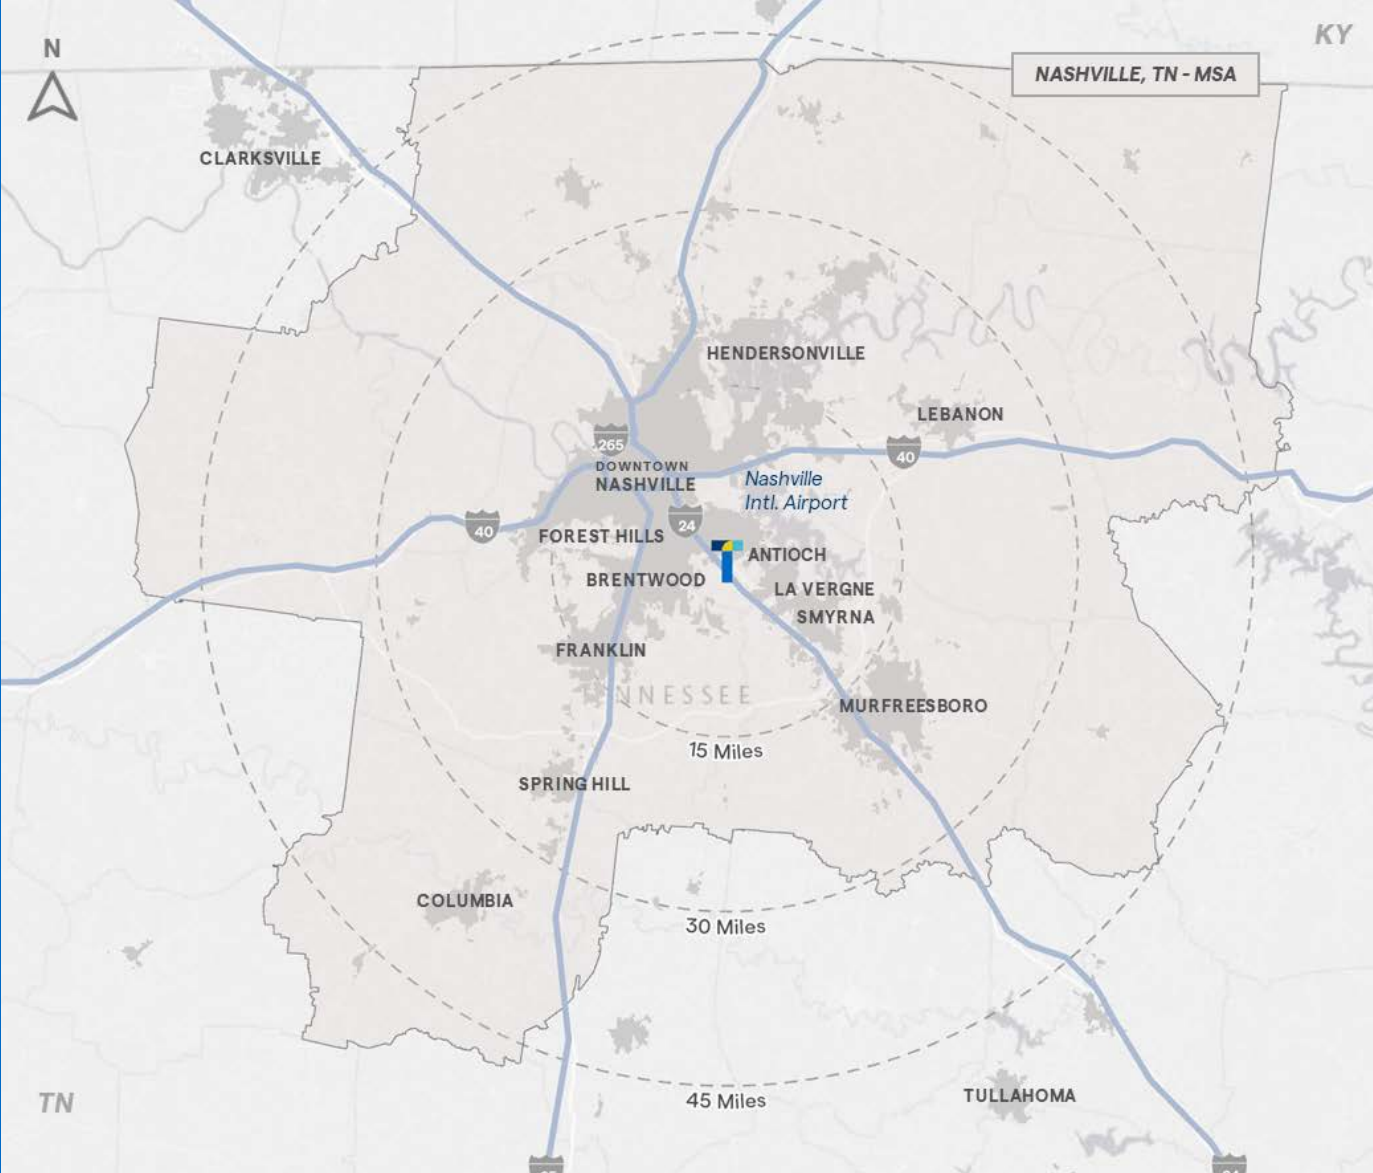 KY
N
NASHVILLE, TN - MSA
CLARKSVILLE
HENDERSONVILLE
LEBANON
265
40
DOWNTOWN
NASHVILLE
Nashville
Intl. Airport
40
24
FOREST HILLS
ANTIOCH
BRENTWOOD
LA VERGNE
SMYRNA
FRANKLIN
NNESSEE
MURFREESBORO
15 Miles
SPRING HILL
COLUMBIA
30 Miles
TULLAHOMA
45 Miles
TN